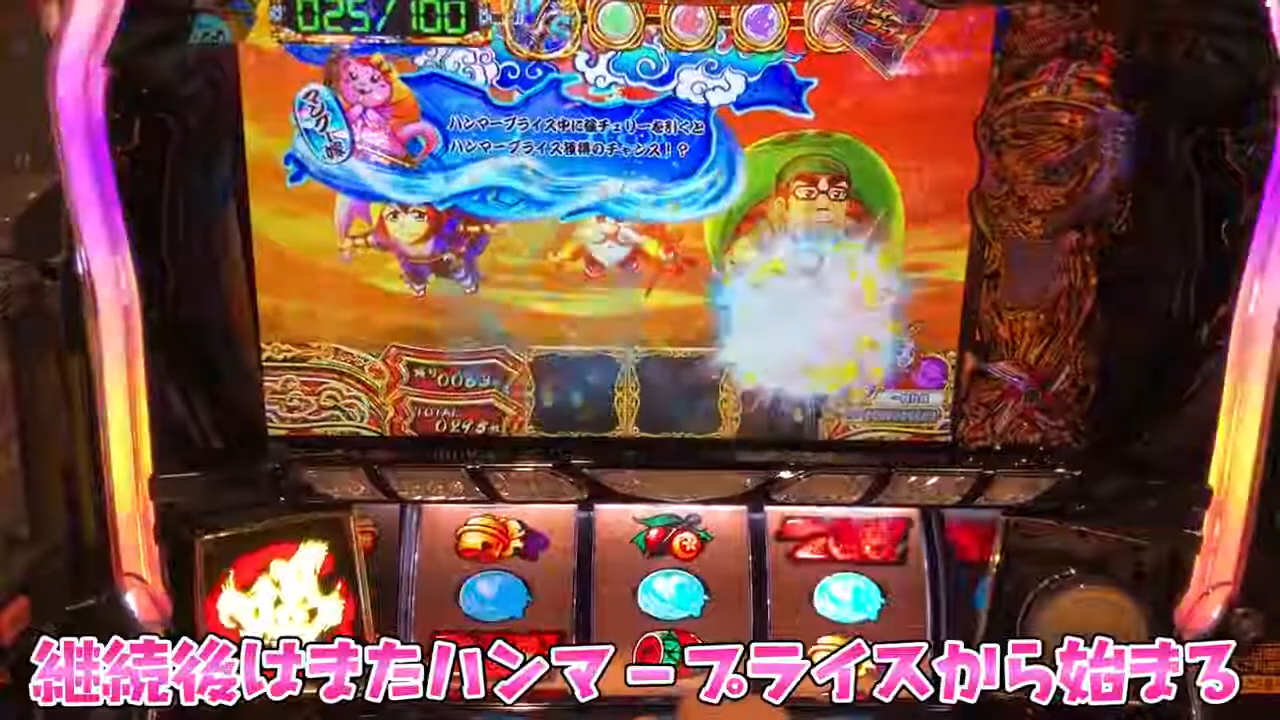 025/100
ハンマープライス中に強チェリーを引くと
ハンマープライス獲得のチャンス!?
TOTAL
継続後はまたハンマープライスから始まる